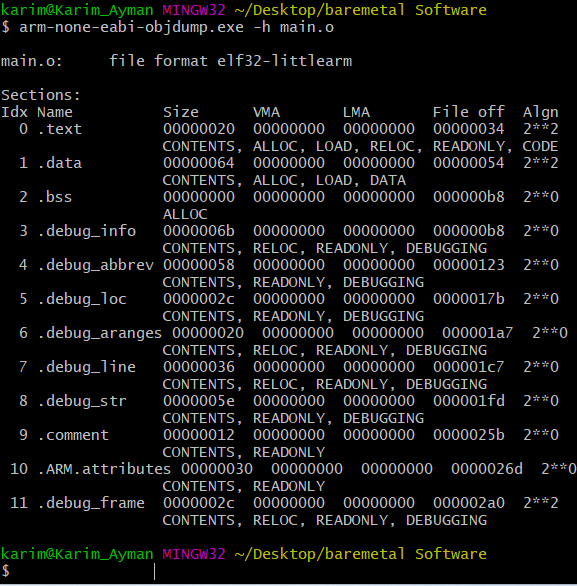 karim@Karim_Ayman MINGW32 ~/Desktop/baremetal Software
$ arm-none-eabi-objdump.exe -h main.o

main.o:     file format elf32-littlearm

Sections:
Idx Name          Size      VMA       LMA       File off  Algn
  0 .text         00000020  00000000  00000000  00000034  2**2
                  CONTENTS, ALLOC, LOAD, RELOC, READONLY, CODE
  1 .data         00000064  00000000  00000000  00000054  2**2
                  CONTENTS, ALLOC, LOAD, DATA
  2 .bss          00000000  00000000  00000000  000000b8  2**0
                  ALLOC
  3 .debug_info   0000006b  00000000  00000000  000000b8  2**0
                  CONTENTS, RELOC, READONLY, DEBUGGING
  4 .debug_abbrev 00000058  00000000  00000000  00000123  2**0
                  CONTENTS, READONLY, DEBUGGING
  5 .debug_loc    0000002c  00000000  00000000  0000017b  2**0
                  CONTENTS, READONLY, DEBUGGING
  6 .debug_aranges 00000020  00000000  00000000  000001a7  2**0
                  CONTENTS, RELOC, READONLY, DEBUGGING
  7 .debug_line   00000036  00000000  00000000  000001c7  2**0
                  CONTENTS, RELOC, READONLY, DEBUGGING
  8 .debug_str    0000005e  00000000  00000000  000001fd  2**0
                  CONTENTS, READONLY, DEBUGGING
  9 .comment      00000012  00000000  00000000  0000025b  2**0
                  CONTENTS, READONLY
 10 .ARM.attributes 00000030  00000000  00000000  0000026d  2**0
                  CONTENTS, READONLY
 11 .debug_frame  0000002c  00000000  00000000  000002a0  2**2
                  CONTENTS, RELOC, READONLY, DEBUGGING

karim@Karim_Ayman MINGW32 ~/Desktop/baremetal Software
$